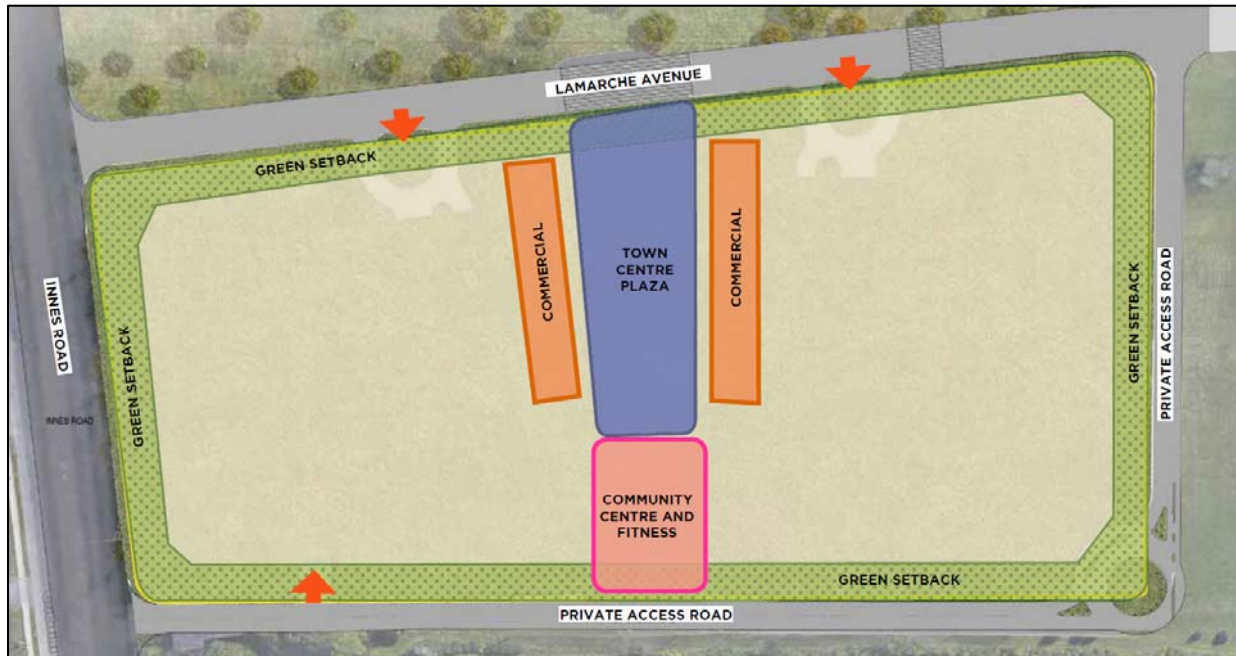 LAMARCHE AVENUE
GREEN SETBACK
COMMERCIAL
TOWN
CENTRE
PLAZA
COMMERCIAL
INNES ROAD
INNES ROAD
GREEN SETBACK
GREEN SETBACK
PRIVATE ACCESS ROAD
COMMUNITY
CENTRE AND
FITNESS
GREEN SETBACK
PRIVATE ACCESS ROAD